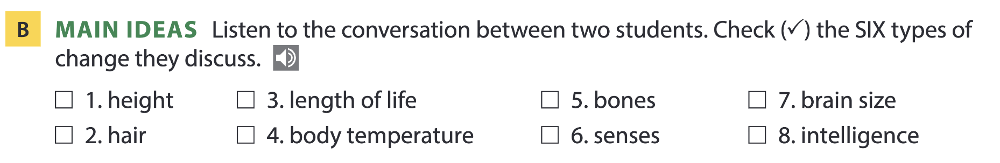 B MAIN IDEAS Listen to the conversation between two students. Check (✓) the SIX types of
change they discuss.
☐ 1. height ☐ 3. length of life ☐ 5. bones ☐ 7. brain size
☐ 2. hair ☐ 4. body temperature ☐ 6. senses ☐ 8. intelligence